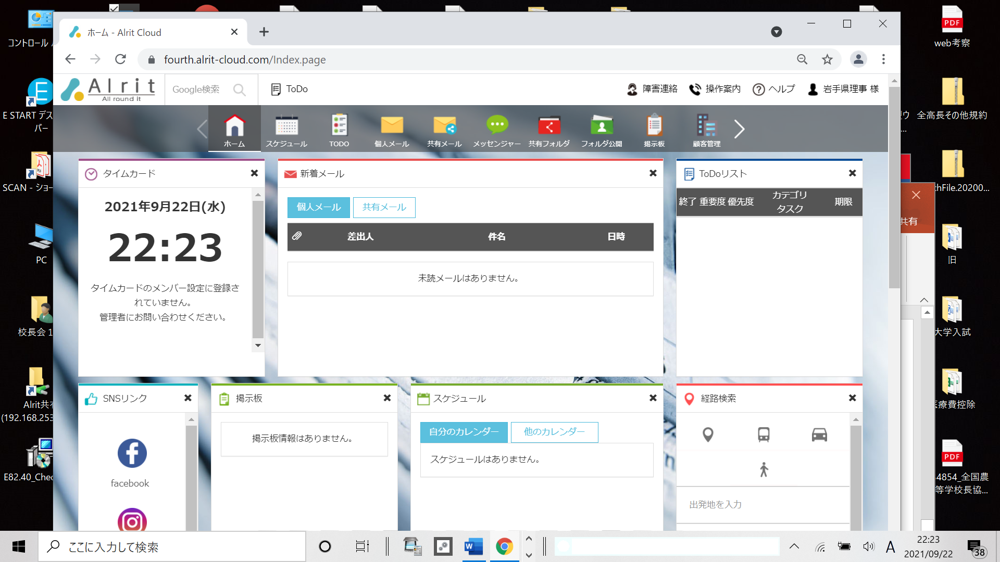 コントロール
ホーム - Alrit Cloud
web考察
fourth.alrit-cloud.com/Index.page
Alrit
All round it
Google検索
ToDo
障害連絡
操作案内
ヘルプ
岩手県理事 様
E START デス
バー
全高長その他規約
...
ホーム
スケジュール
TODO
個人メール
共有メール
メッセンジャー
共有フォルダ
フォルダ公開
掲示板
顧客管理
タイムカード
新着メール
ToDoリスト
SCAN - ショー
hFile.20200...
2021年9月22日(水)
22:23
タイムカードのメンバー設定に登録さ
れていません。
管理者にお問い合わせください。
個人メール
共有メール
差出人
件名
日時
未読メールはありません。
終了 重要度 優先度
カテゴリ
タスク
期限
共有
PC
旧
校長会 1
大学入試
Alrit共有
(192.168.253
医療費控除
SNSリンク
掲示板
スケジュール
経路検索
facebook
掲示板情報はありません。
自分のカレンダー
他のカレンダー
スケジュールはありません。
出発地を入力
E82.40_Chec
PDF
PDF
4854_全国農
等学校長協...
ここに入力して検索
A
22:23
2021/09/22
38